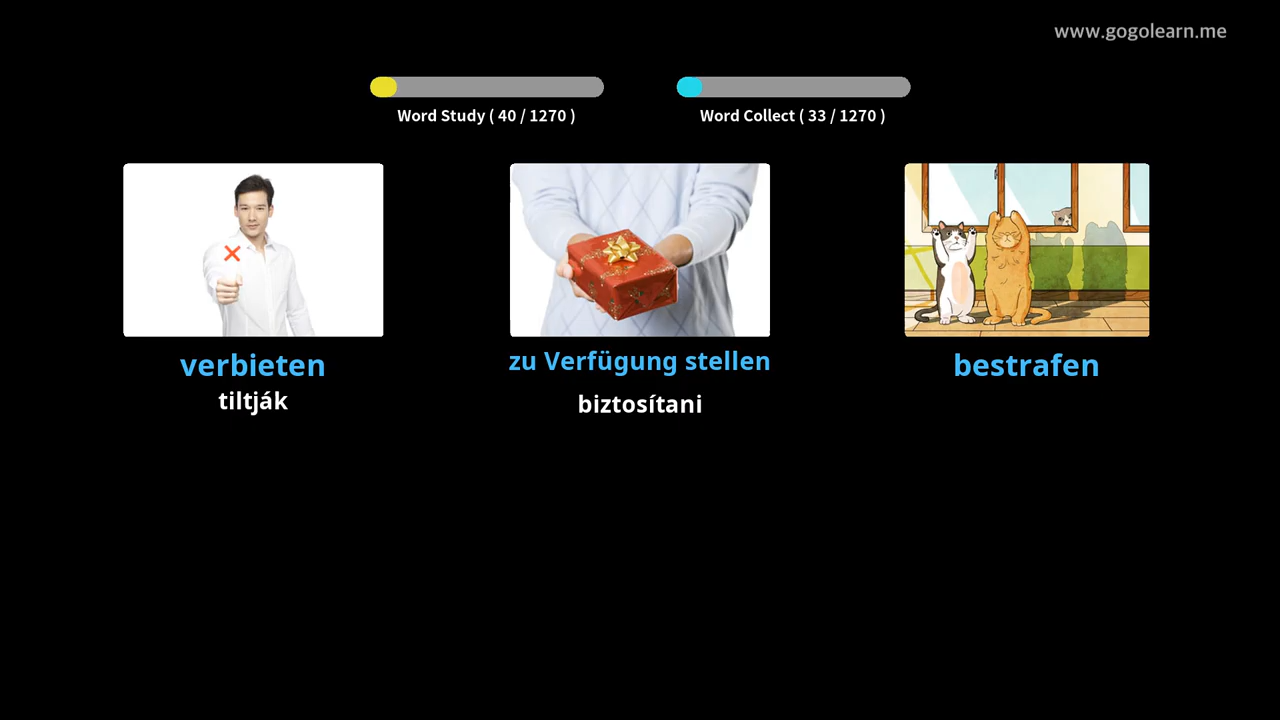 www.gogolearn.me
Word Study ( 40 / 1270 )
Word Collect ( 33 / 1270 )
verbieten
tiltják
zu Verfügung stellen
biztosítani
bestrafen